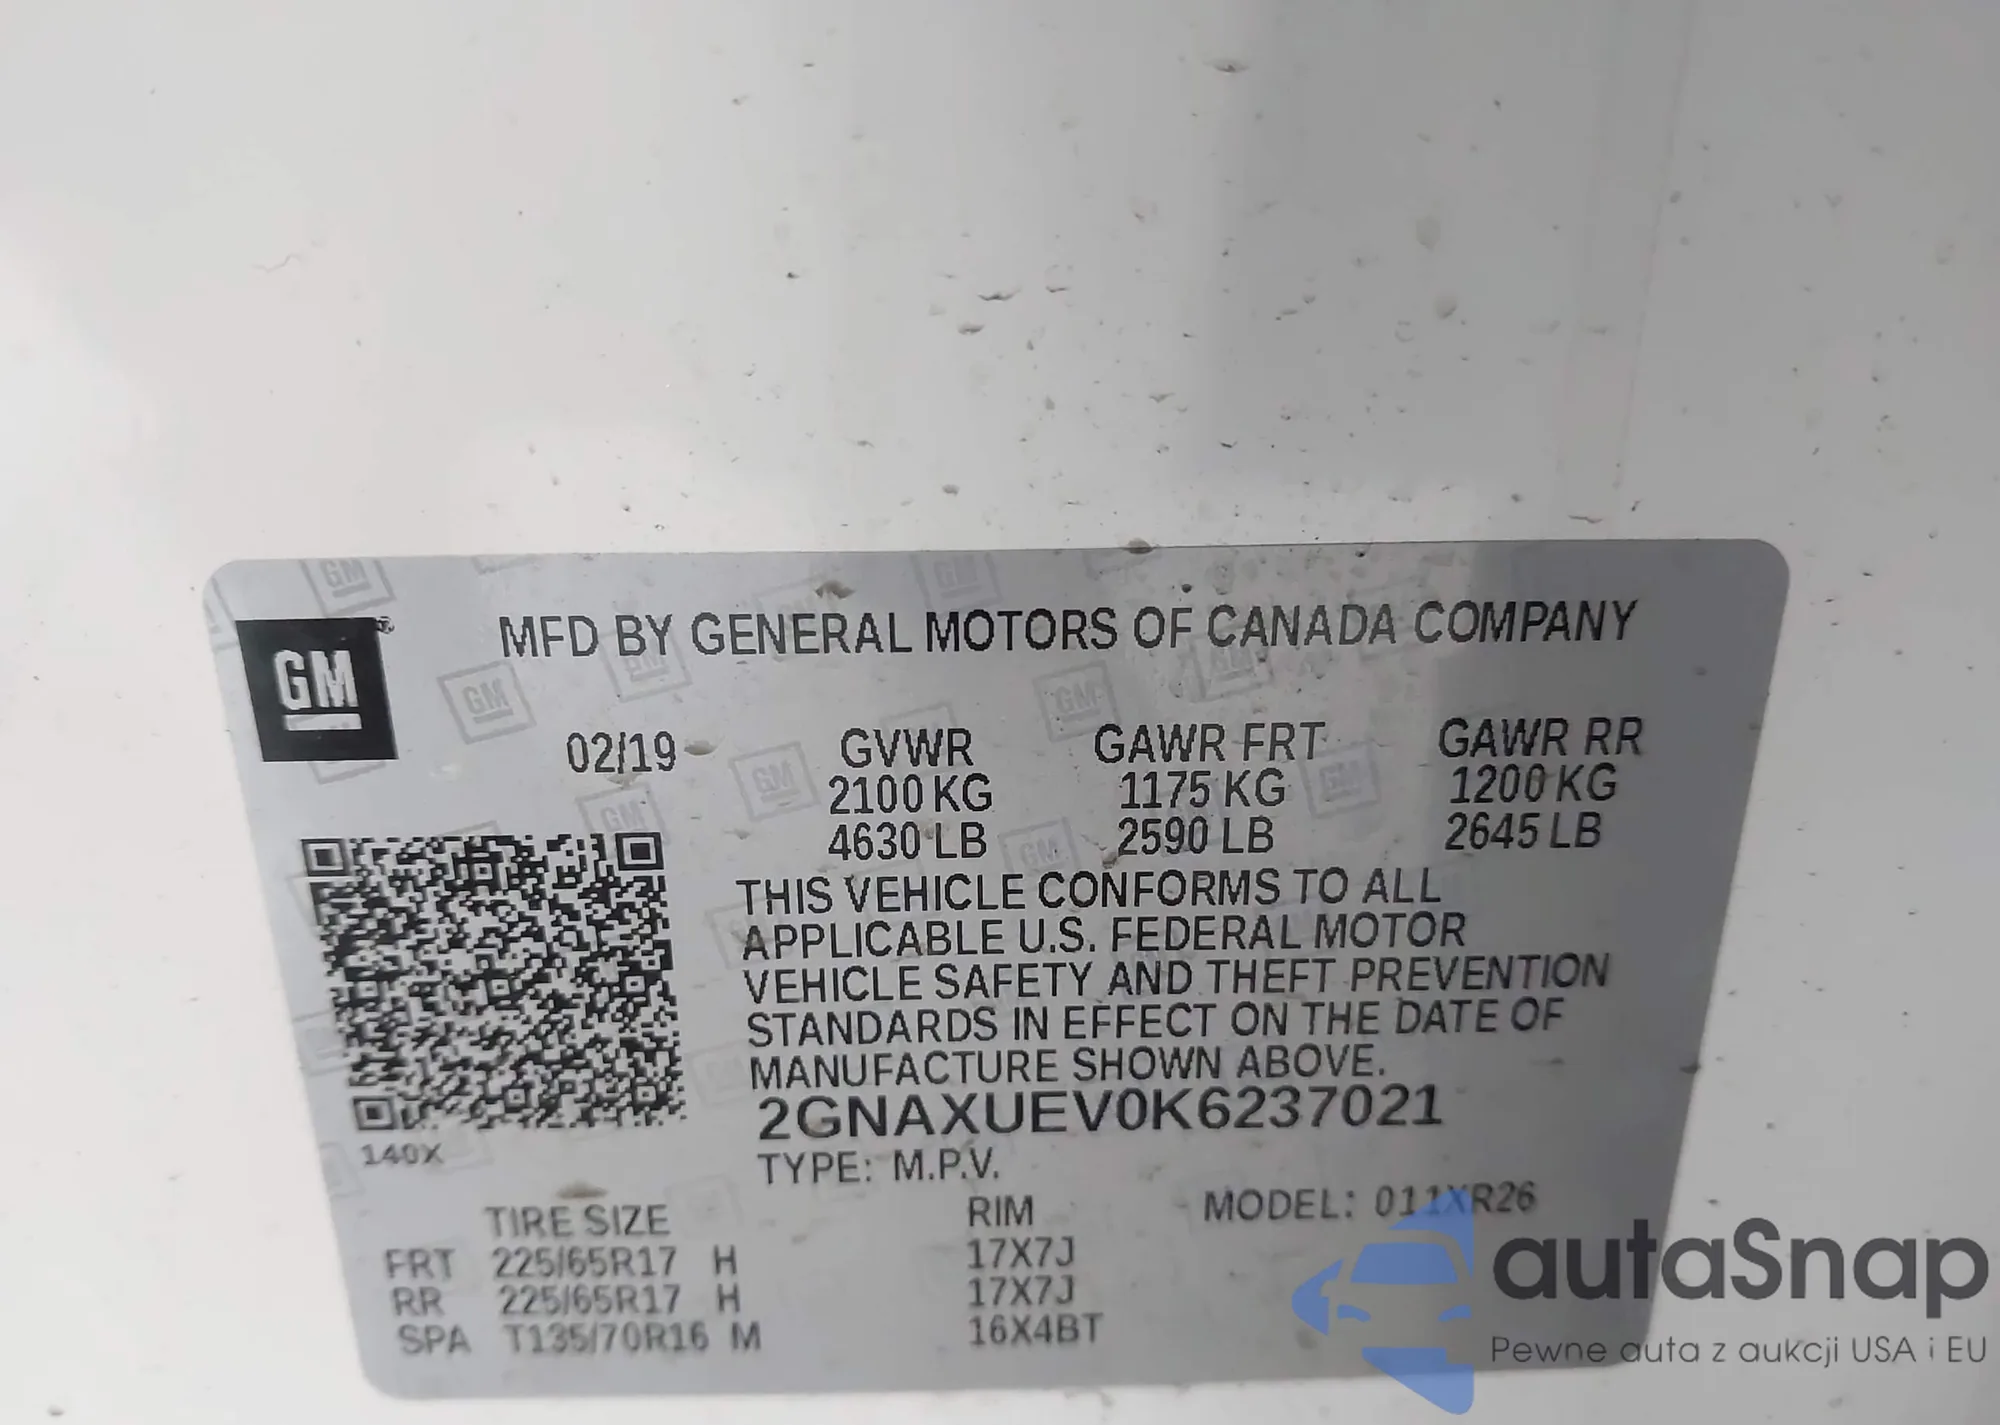 GM
MFD BY GENERAL MOTORS OF CANADA COMPANY
02/19 GVWR GAWR FRT GAWR RR
2100 KG 1175 KG 1200 KG
4630 LB 2590 LB 2645 LB
THIS VEHICLE CONFORMS TO ALL
APPLICABLE U.S. FEDERAL MOTOR
VEHICLE SAFETY AND THEFT PREVENTION
STANDARDS IN EFFECT ON THE DATE OF
MANUFACTURE SHOWN ABOVE.
2GNAXUEV0K6237021
140X
TYPE: M.P.V.
TIRE SIZE RIM MODEL: 011XR26
FRT 225/65R17 H 17X7J
RR 225/65R17 H 17X7J
SPA T135/70R16 M 16X4BT
autaSnap
Pewne auta z aukcji USA i EU